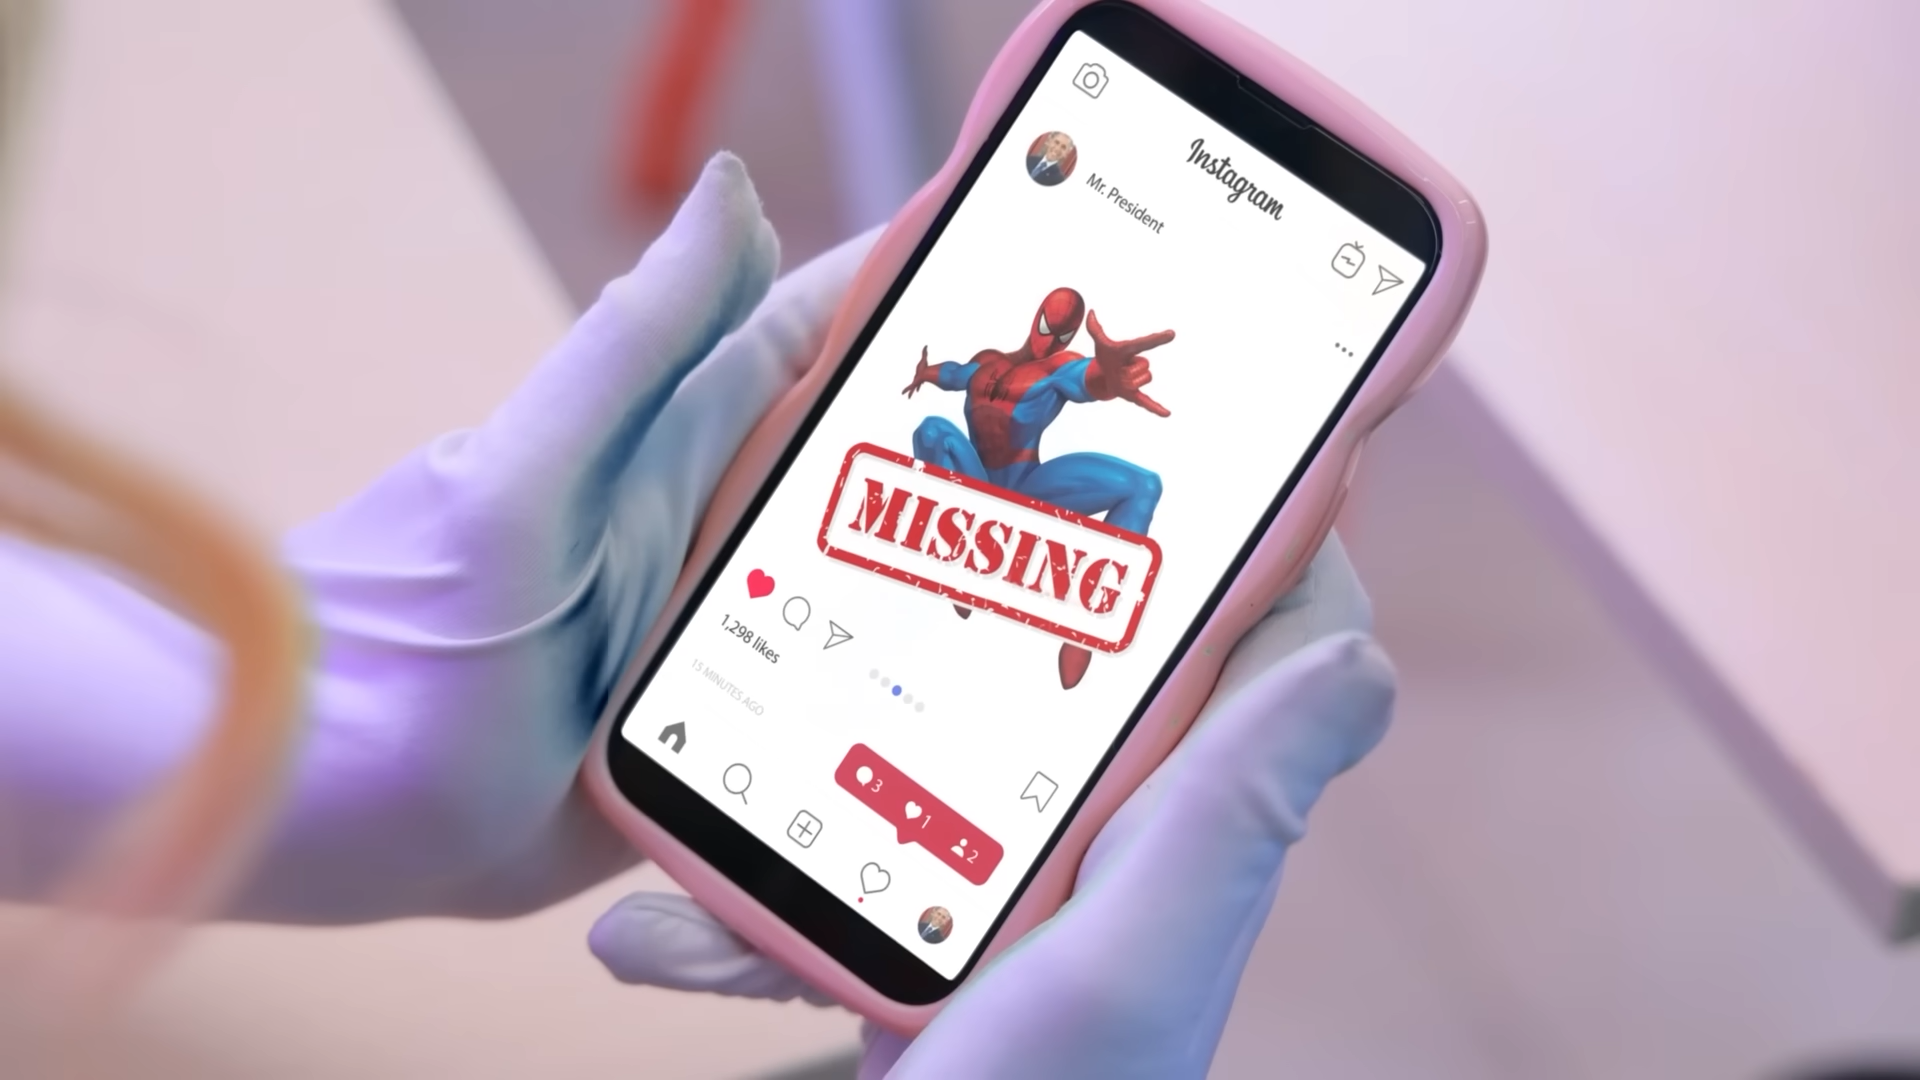 Instagram
Mr. President
MISSING
1,298 likes
15 MINUTES AGO
3 1 2